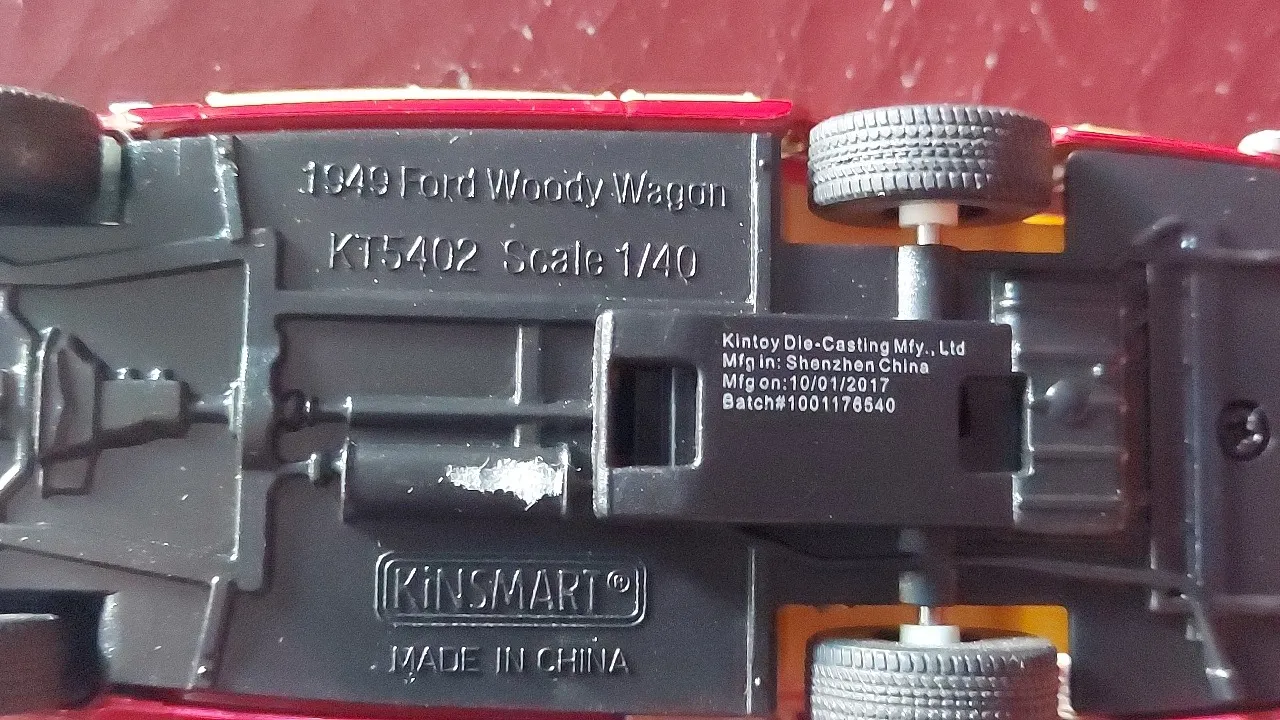 1949 Ford Woody Wagon
KT5402 Scale 1/40
Kintoy Die-Casting Mfy., Ltd
Mfg in: Shenzhen China
Mfg on: 10/01/2017
Batch#1001176540
KiNSMART®
MADE IN CHINA